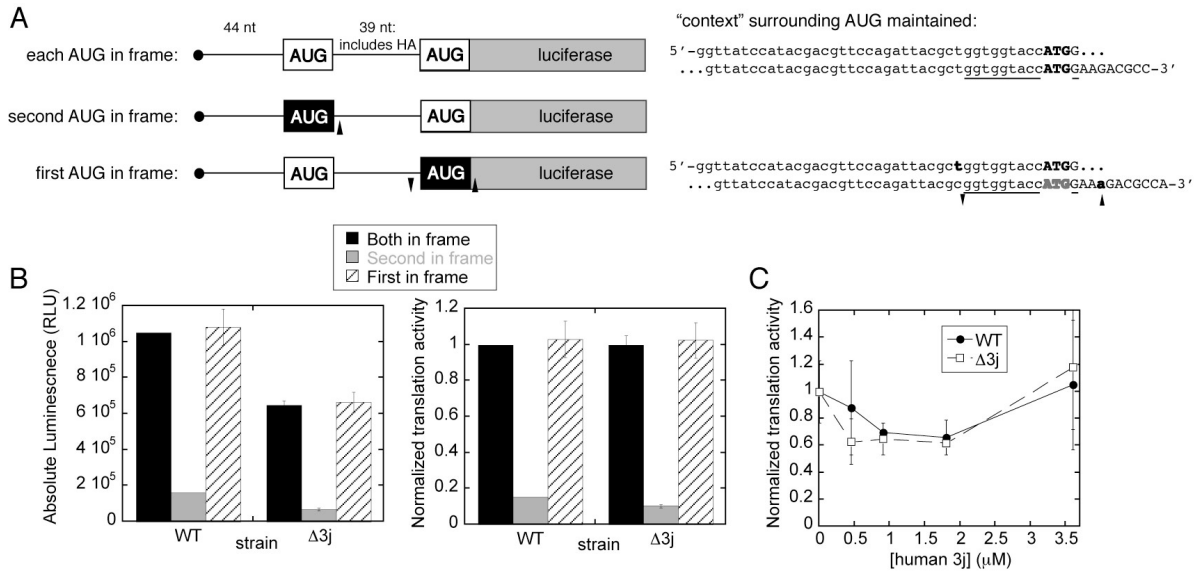 A
44 nt
39 nt:
includes HA
"context" surrounding AUG maintained:
each AUG in frame:
AUG
AUG
luciferase
5'-ggttatccatacgacgttccagattacgctggtggtaccATGG...
...gttatccatacgacgttccagattacgctggtggtaccATGGAAGACGCC-3'
second AUG in frame:
AUG
AUG
luciferase
first AUG in frame:
AUG
AUG
luciferase
5'-ggttatccatacgacgttccagattacgctggtggtaccATGG...
...gttatccatacgacgttccagattacgcggtggtaccATGGAAaGACGCCA-3'
Both in frame
Second in frame
First in frame
B
Absolute Luminescnece (RLU)
1.2 10^6
1 10^6
8 10^5
6 10^5
4 10^5
2 10^5
0
WT
strain
Δ3j
Normalized translation activity
1.2
1
0.8
0.6
0.4
0.2
0
WT
strain
Δ3j
C
Normalized translation activity
1.6
1.4
1.2
1
0.8
0.6
0.4
0.2
0
WT
Δ3j
0 0.5 1 1.5 2 2.5 3 3.5
[human 3j] (μM)